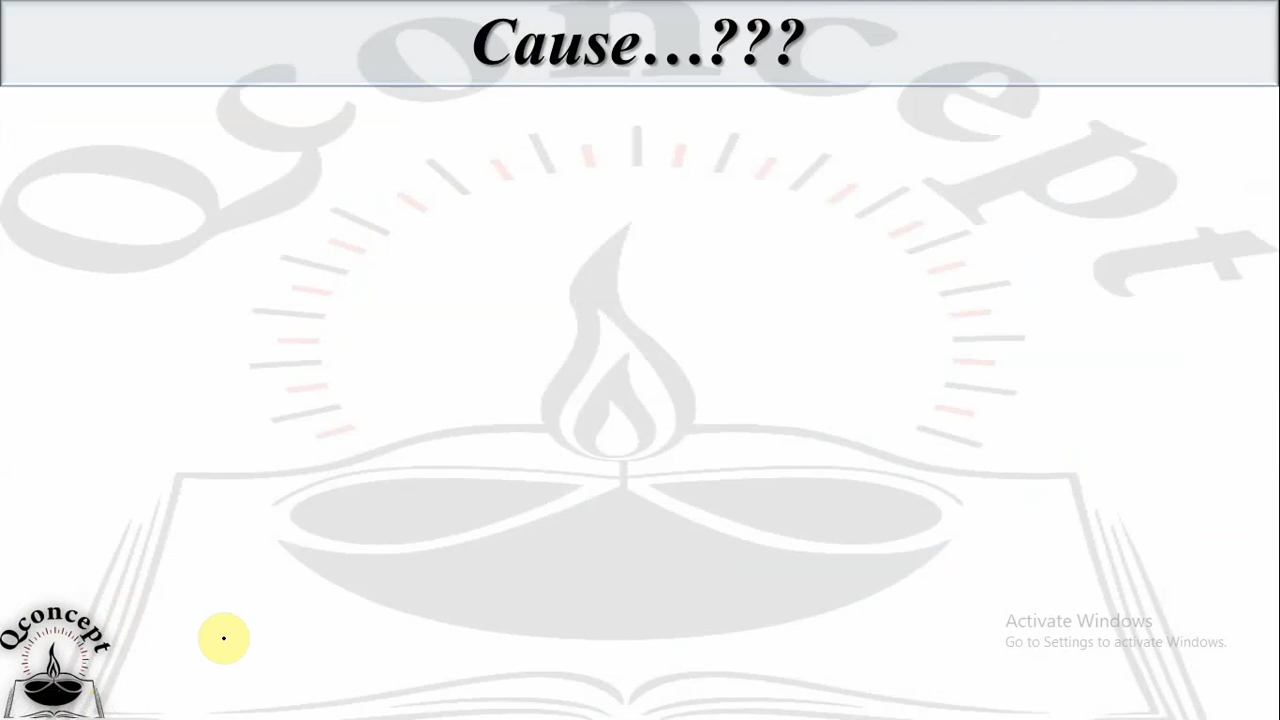 Cause...???
Qconcept
Qconcept
Activate Windows
Go to Settings to activate Windows.